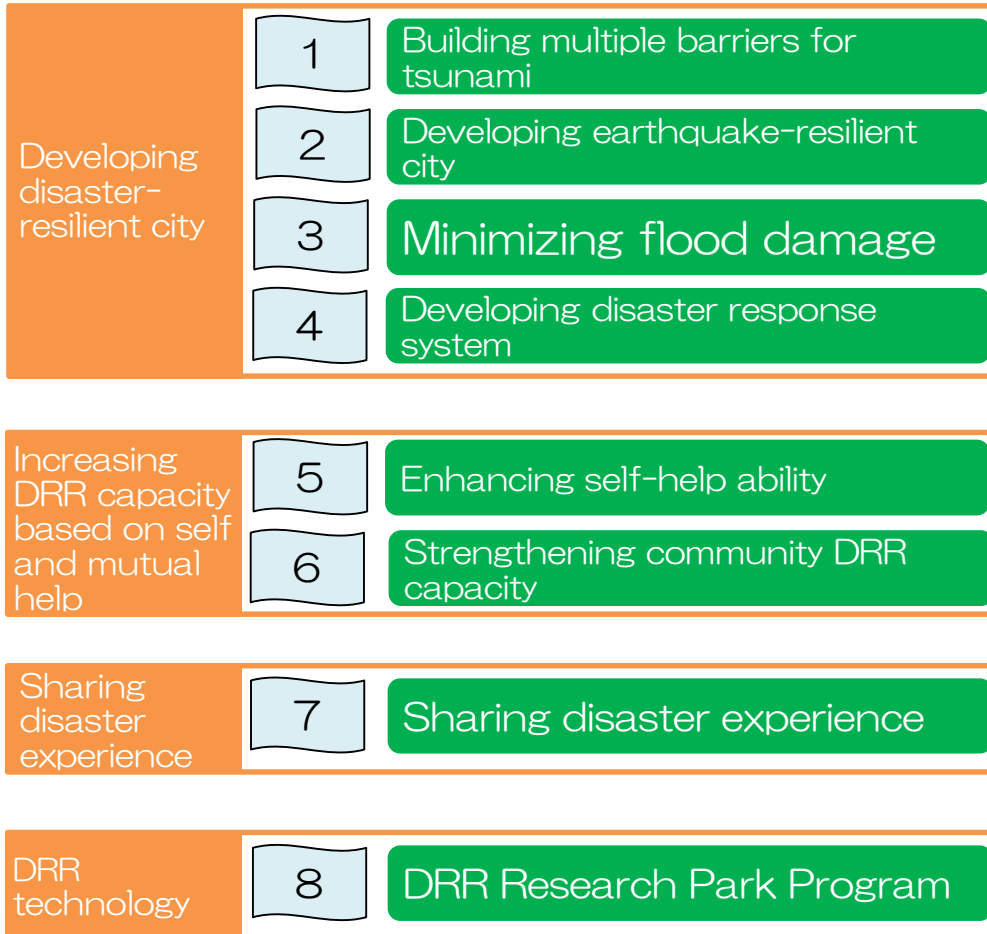 Developing
disaster-
resilient city
1
Building multiple barriers for
tsunami
2
Developing earthquake-resilient
city
3
Minimizing flood damage
4
Developing disaster response
system
Increasing
DRR capacity
based on self
and mutual
help
5
Enhancing self-help ability
6
Strengthening community DRR
capacity
Sharing
disaster
experience
7
Sharing disaster experience
DRR
technology
8
DRR Research Park Program